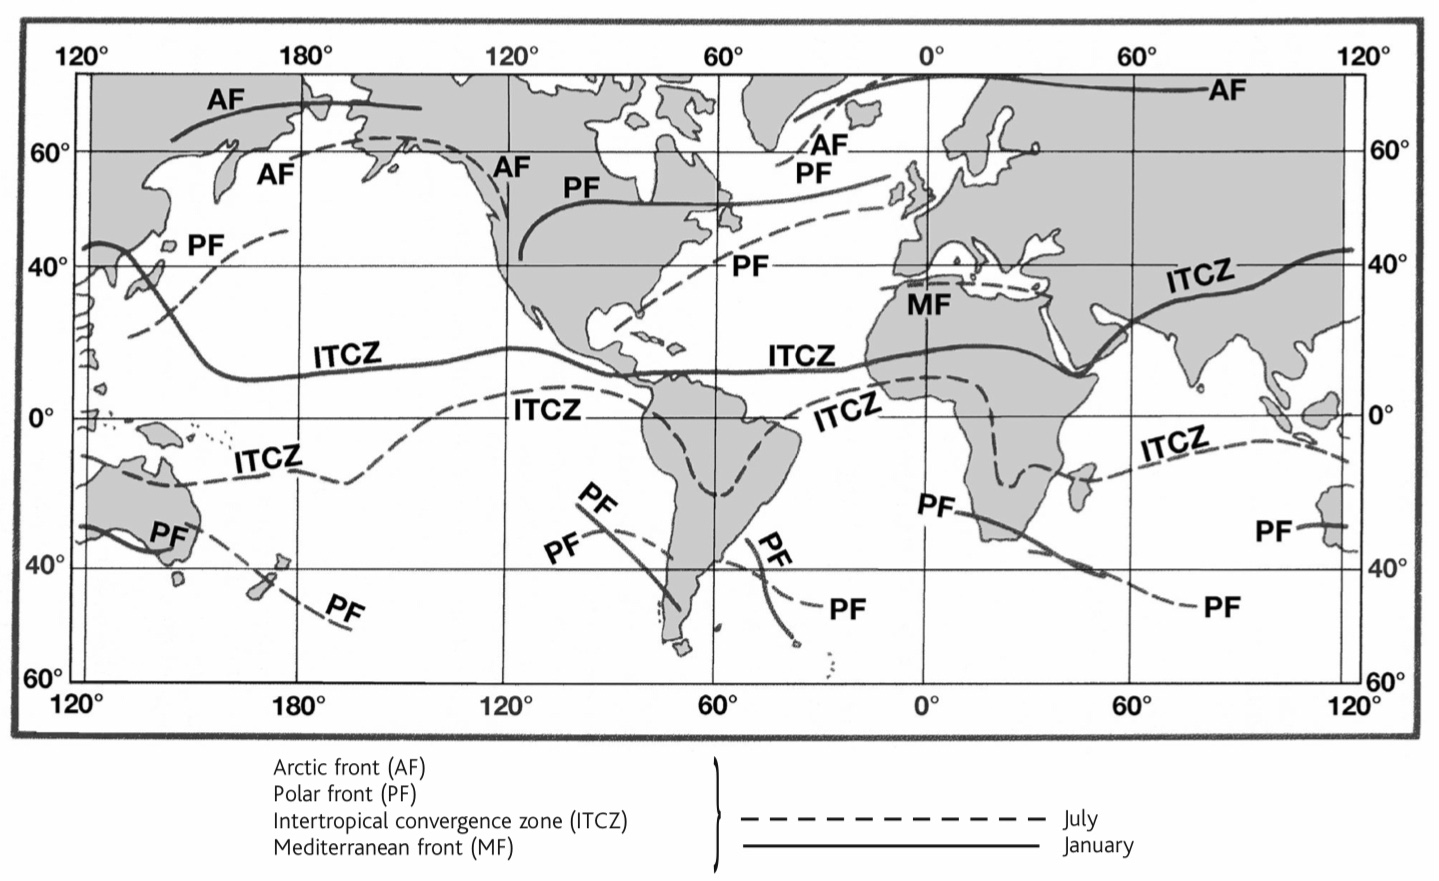 120° 180° 120° 60° 0° 60° 120°
AF AF
60° AF AF AF 60°
PF PF
PF
40° PF ITCZ 40°
MF
ITCZ ITCZ
0° ITCZ ITCZ 0°
ITCZ ITCZ
PF PF
PF PF PF PF
40° 40°
PF PF PF
60° 60°
120° 180° 120° 60° 0° 60° 120°
Arctic front (AF)
Polar front (PF)
Intertropical convergence zone (ITCZ)
Mediterranean front (MF)
July
January